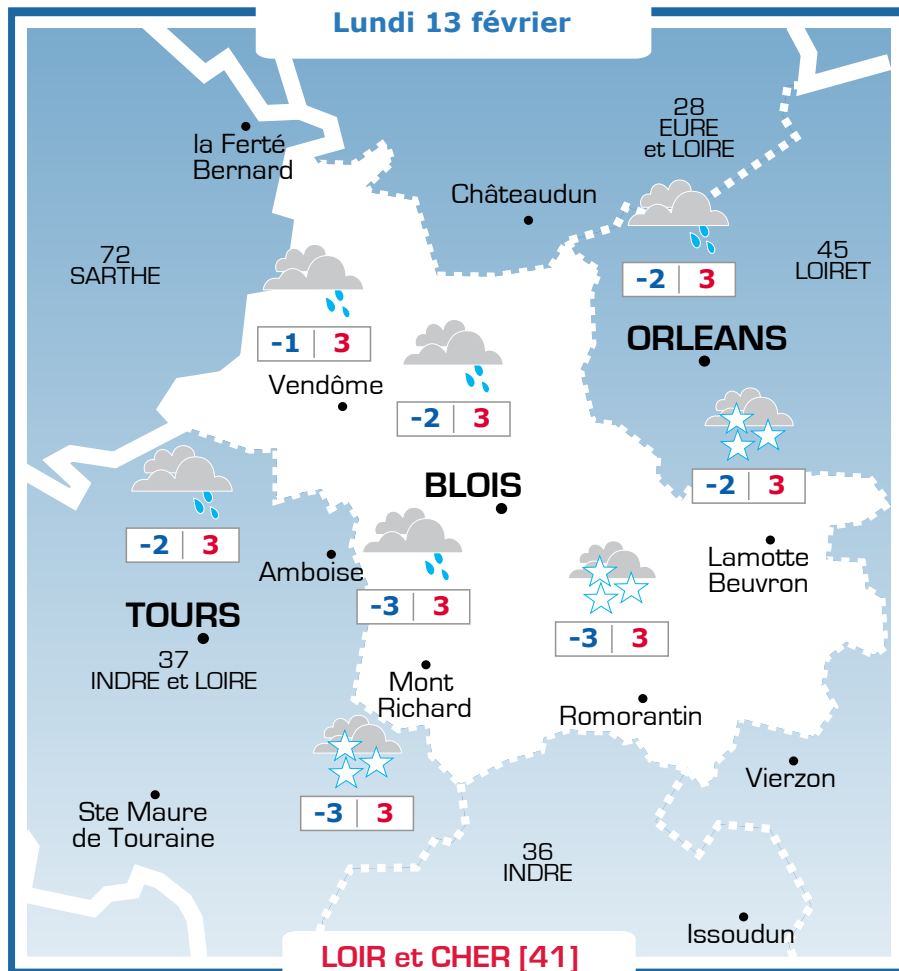 Lundi 13 février
28
EURE
et LOIRE
la Ferté
Bernard
Châteaudun
72
SARTHE
45
LOIRET
-2 3
-1 3
ORLEANS
Vendôme
-2 3
-2 3
BLOIS
-2 3
Amboise
Lamotte
Beuvron
-3 3
-3 3
TOURS
37
INDRE et LOIRE
Mont
Richard
Romorantin
Vierzon
-3 3
Ste Maure
de Touraine
36
INDRE
Issoudun
LOIR et CHER [41]